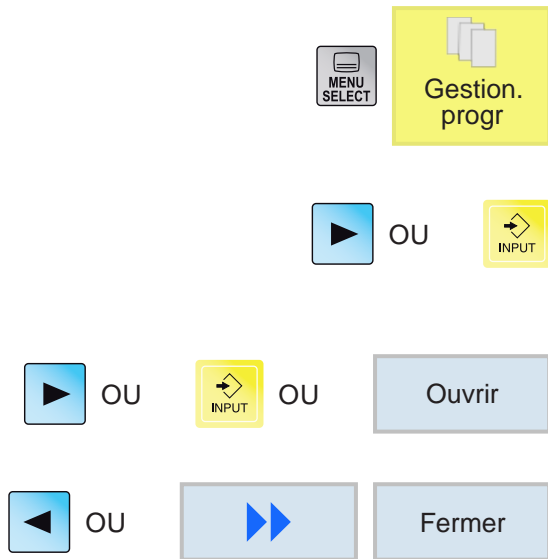 MENU
SELECT
Gestion.
progr
OU
INPUT
OU
INPUT
OU
Ouvrir
OU
Fermer